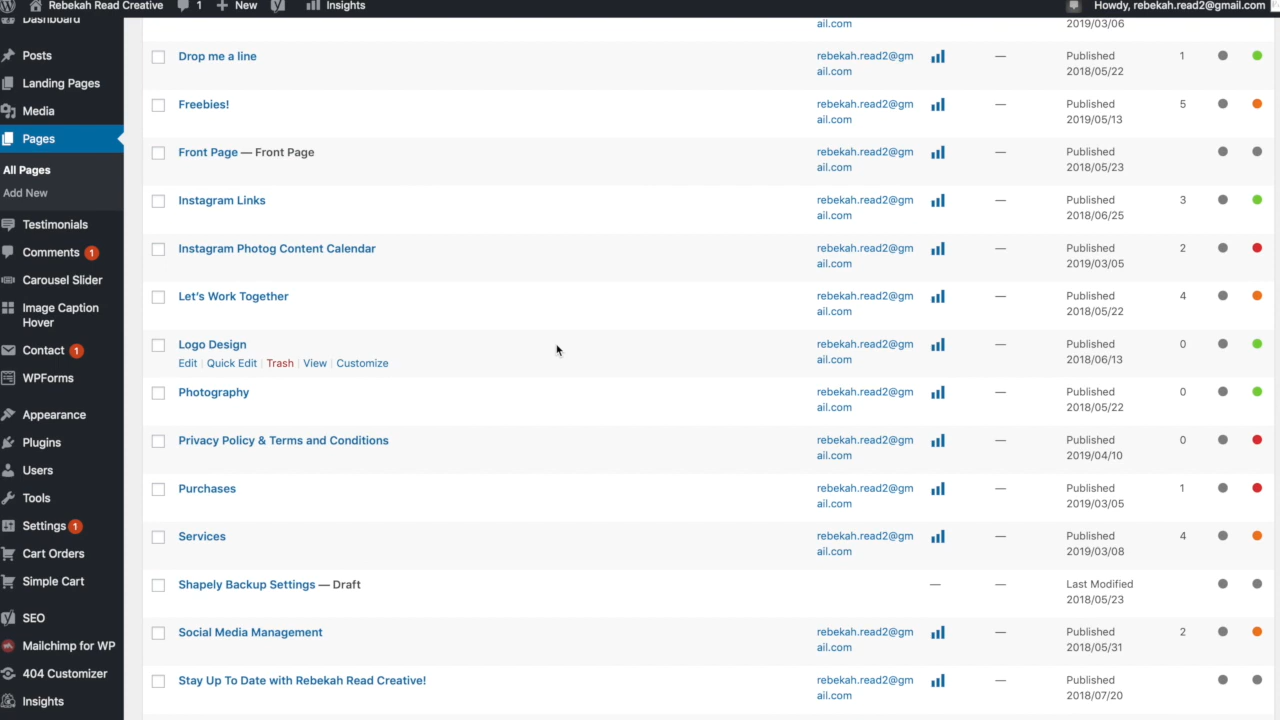 Rebekah Read Creative 1 New Insights Howdy, rebekah.read2@gmail.com
Dashboard
Posts
Landing Pages
Media
Pages
All Pages
Add New
Testimonials
Comments 1
Carousel Slider
Image Caption
Hover
Contact 1
WPForms
Appearance
Plugins
Users
Tools
Settings 1
Cart Orders
Simple Cart
SEO
Mailchimp for WP
404 Customizer
Insights
ail.com 2019/03/06
Drop me a line rebekah.read2@gm — Published 1
ail.com 2018/05/22
Freebies! rebekah.read2@gm — Published 5
ail.com 2019/05/13
Front Page — Front Page rebekah.read2@gm — Published
ail.com 2018/05/23
Instagram Links rebekah.read2@gm — Published 3
ail.com 2018/06/25
Instagram Photog Content Calendar rebekah.read2@gm — Published 2
ail.com 2019/03/05
Let's Work Together rebekah.read2@gm — Published 4
ail.com 2018/05/22
Logo Design rebekah.read2@gm — Published 0
Edit | Quick Edit | Trash | View | Customize ail.com 2018/06/13
Photography rebekah.read2@gm — Published 0
ail.com 2018/05/22
Privacy Policy & Terms and Conditions rebekah.read2@gm — Published 0
ail.com 2019/04/10
Purchases rebekah.read2@gm — Published 1
ail.com 2019/03/05
Services rebekah.read2@gm — Published 4
ail.com 2019/03/08
Shapely Backup Settings — Draft — — Last Modified
2018/05/23
Social Media Management rebekah.read2@gm — Published 2
ail.com 2018/05/31
Stay Up To Date with Rebekah Read Creative! rebekah.read2@gm — Published
ail.com 2018/07/20